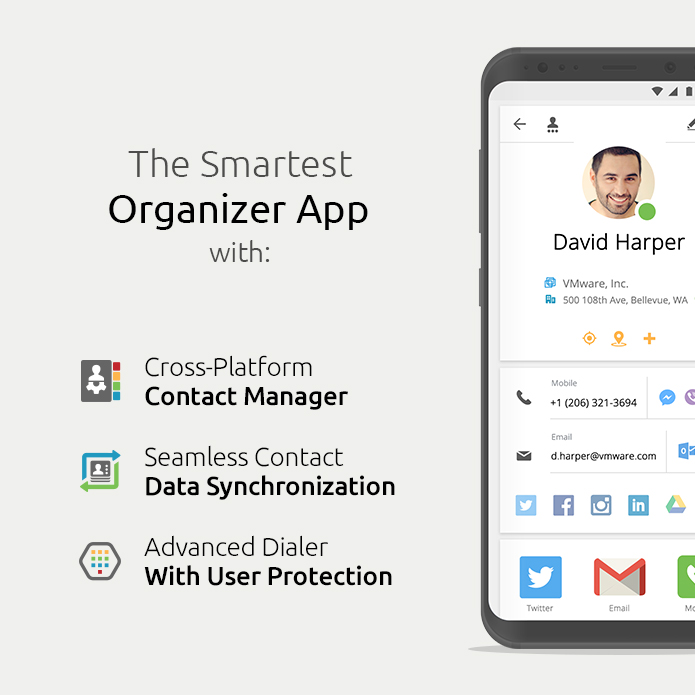 The Smartest
Organizer App
with:
Cross-Platform
Contact Manager
Seamless Contact
Data Synchronization
Advanced Dialer
With User Protection
David Harper
VMware, Inc.
500 108th Ave, Bellevue, WA
Mobile
+1 (206) 321-3694
Email
d.harper@vmware.com
Twitter
Email